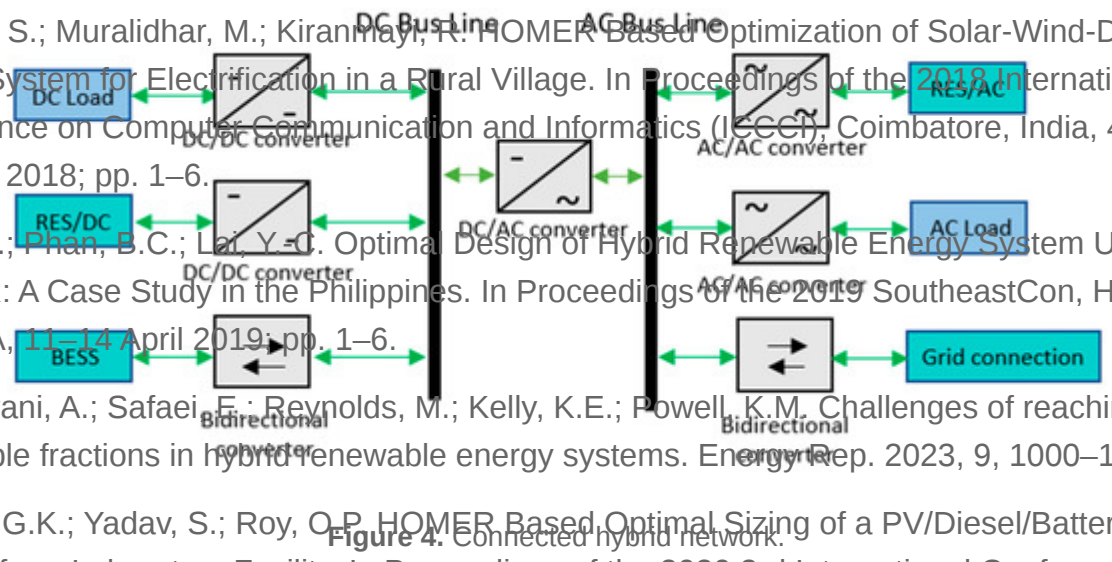 DC Bus Line AC Bus Line
S.; Muralidhar, M.; Kiranmayi, R. HOMER Based Optimization of Solar-Wind-D
System for Electrification in a Rural Village. In Proceedings of the 2018 Internati
DC Load
RES/AC
nce on Computer Communication and Informatics (ICCCI), Coimbatore, India, 4
DC/DC converter
AC/AC converter
2018; pp. 1–6.
RES/DC
DC/AC converter
AC Load
.; Phan, B.C.; Lai, Y.-C. Optimal Design of Hybrid Renewable Energy System U
DC/DC converter
AC/AC converter
: A Case Study in the Philippines. In Proceedings of the 2019 SoutheastCon, H
A, 11–14 April 2019; pp. 1–6.
BESS
Grid connection
ani, A.; Safaei, F.; Reynolds, M.; Kelly, K.E.; Powell, K.M. Challenges of reachi
Bidirectional
converter
Bidirectional
converter
ble fractions in hybrid renewable energy systems. Energy Rep. 2023, 9, 1000–1
G.K.; Yadav, S.; Roy, O.P. HOMER Based Optimal Sizing of a PV/Diesel/Batter
Figure 4. Connected hybrid network.